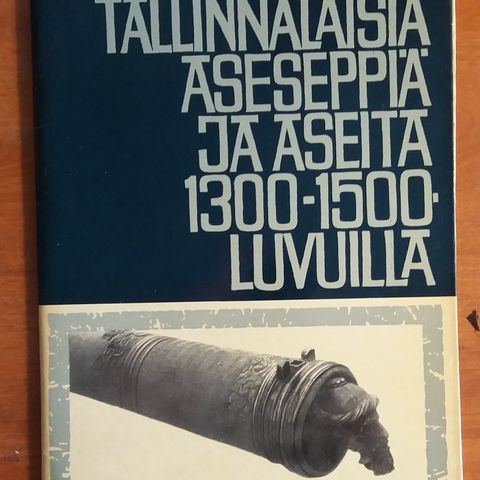 TALLINNALAISIA
ASESEPPIÄ
JA ASEITA
1300-1500-
LUVUILLA